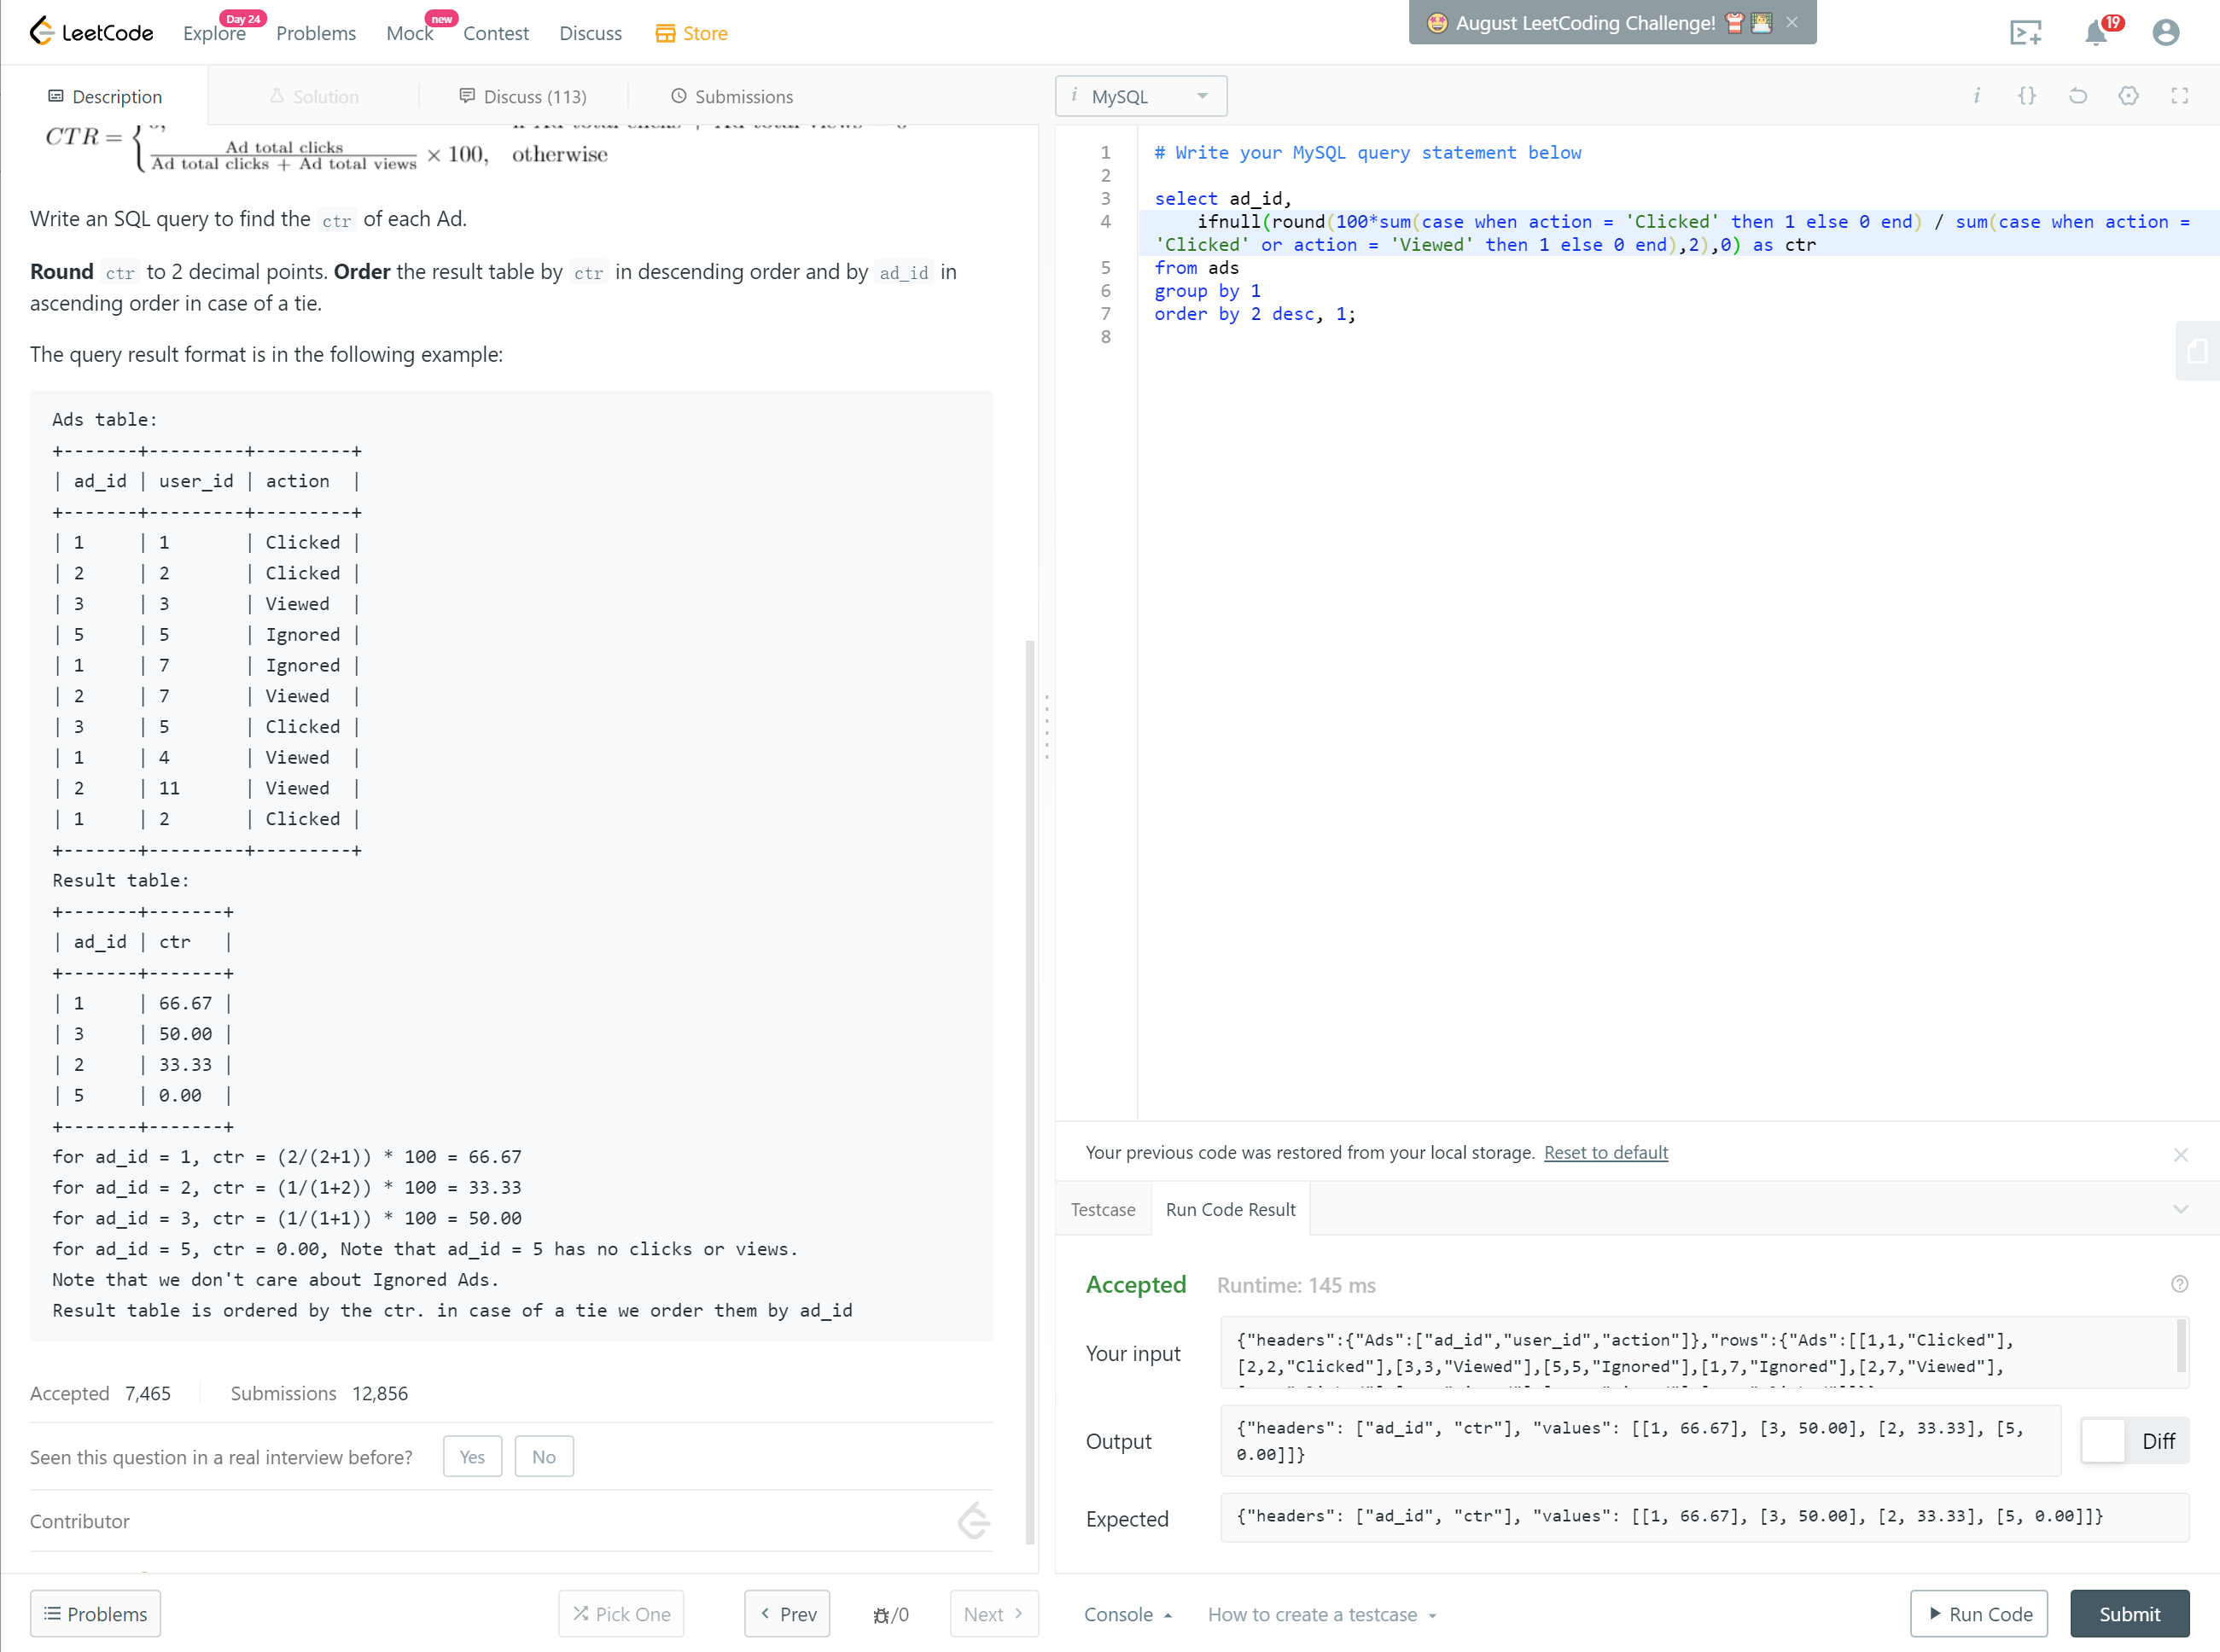 LeetCode
Explore
Day 24
Problems
Mock
new
Contest
Discuss
Store
August LeetCoding Challenge!
19
Description
Solution
Discuss (113)
Submissions
i MySQL
CTR =
Ad total clicks
Ad total clicks + Ad total views
× 100, otherwise
Write an SQL query to find the ctr of each Ad.
Round ctr to 2 decimal points. Order the result table by ctr in descending order and by ad_id in
ascending order in case of a tie.
The query result format is in the following example:
Ads table:
+-------+---------+---------+
| ad_id | user_id | action  |
+-------+---------+---------+
| 1     | 1       | Clicked |
| 2     | 2       | Clicked |
| 3     | 3       | Viewed  |
| 5     | 5       | Ignored |
| 1     | 7       | Ignored |
| 2     | 7       | Viewed  |
| 3     | 5       | Clicked |
| 1     | 4       | Viewed  |
| 2     | 11      | Viewed  |
| 1     | 2       | Clicked |
+-------+---------+---------+
Result table:
+-------+-------+
| ad_id | ctr   |
+-------+-------+
| 1     | 66.67 |
| 3     | 50.00 |
| 2     | 33.33 |
| 5     | 0.00  |
+-------+-------+
for ad_id = 1, ctr = (2/(2+1)) * 100 = 66.67
for ad_id = 2, ctr = (1/(1+2)) * 100 = 33.33
for ad_id = 3, ctr = (1/(1+1)) * 100 = 50.00
for ad_id = 5, ctr = 0.00, Note that ad_id = 5 has no clicks or views.
Note that we don't care about Ignored Ads.
Result table is ordered by the ctr. in case of a tie we order them by ad_id
Accepted 7,465
Submissions 12,856
Seen this question in a real interview before? Yes No
Contributor
Problems
Pick One
Prev
/0
Next
1 # Write your MySQL query statement below
2
3 select ad_id,
4 ifnull(round(100*sum(case when action = 'Clicked' then 1 else 0 end) / sum(case when action =
'Clicked' or action = 'Viewed' then 1 else 0 end),2),0) as ctr
5 from ads
6 group by 1
7 order by 2 desc, 1;
8
Your previous code was restored from your local storage. Reset to default
Testcase
Run Code Result
Accepted Runtime: 145 ms
Your input
{"headers":{"Ads":["ad_id","user_id","action"]},"rows":{"Ads":[[1,1,"Clicked"],
[2,2,"Clicked"],[3,3,"Viewed"],[5,5,"Ignored"],[1,7,"Ignored"],[2,7,"Viewed"],
Output
{"headers": ["ad_id", "ctr"], "values": [[1, 66.67], [3, 50.00], [2, 33.33], [5,
0.00]]}
Diff
Expected
{"headers": ["ad_id", "ctr"], "values": [[1, 66.67], [3, 50.00], [2, 33.33], [5, 0.00]]}
Console
How to create a testcase
Run Code
Submit